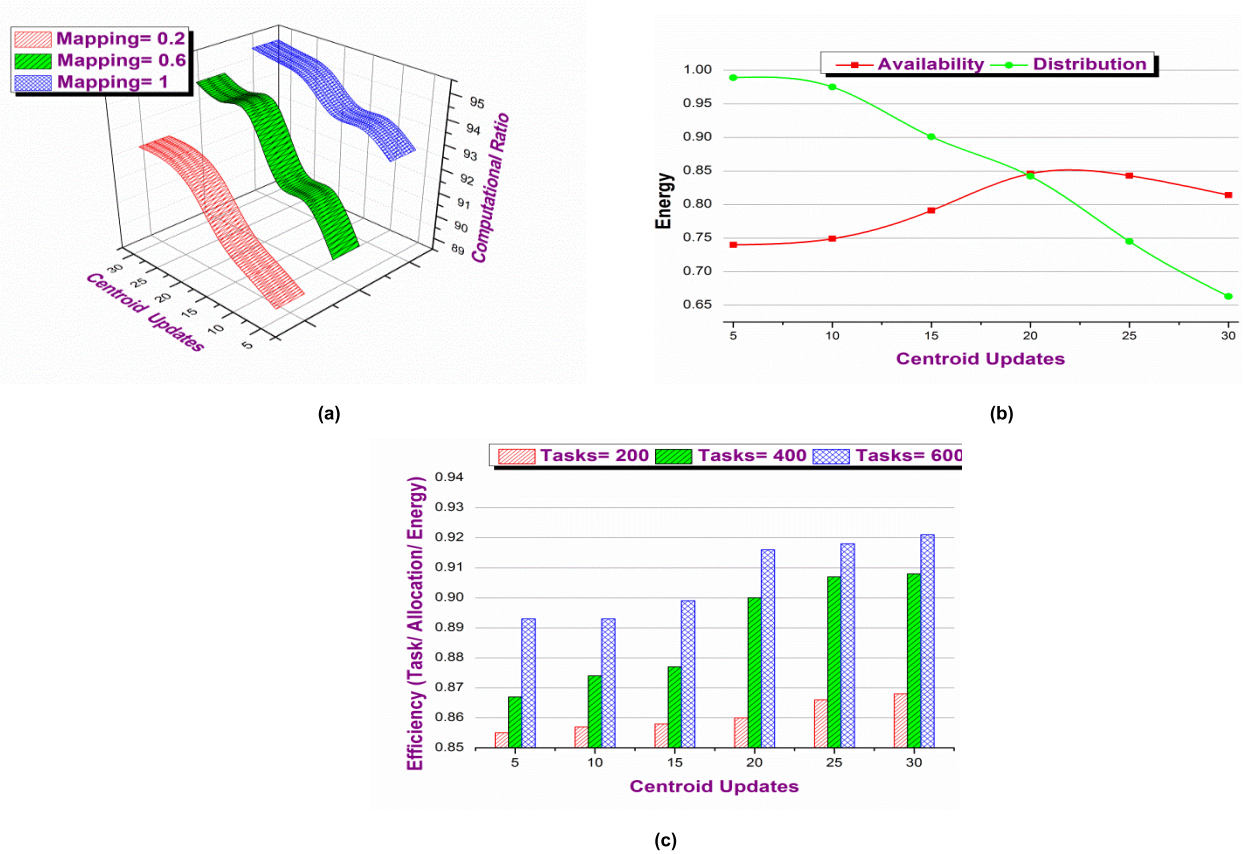 Mapping= 0.2
Mapping= 0.6
Mapping= 1
95
94
93
92
91
90
89
Computational Ratio
30
25
20
15
10
5
Centroid Updates
(a)
Availability
Distribution
1.00
0.95
0.90
0.85
0.80
0.75
0.70
0.65
Energy
5 10 15 20 25 30
Centroid Updates
(b)
Tasks= 200 Tasks= 400 Tasks= 600
0.94
0.93
0.92
0.91
0.90
0.89
0.88
0.87
0.86
0.85
Efficiency (Task/ Allocation/ Energy)
5 10 15 20 25 30
Centroid Updates
(c)